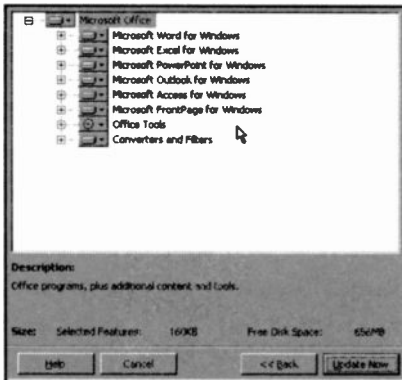 Microsoft Office
Microsoft Word for Windows
Microsoft Excel for Windows
Microsoft PowerPoint for Windows
Microsoft Outlook for Windows
Microsoft Access for Windows
Microsoft FrontPage for Windows
Office Tools
Converters and Filters
Description:
Office programs, plus additional content and tools.
Size: Selected Features: 160KB Free Disk Space: 656MB
Help Cancel << Back Update Now